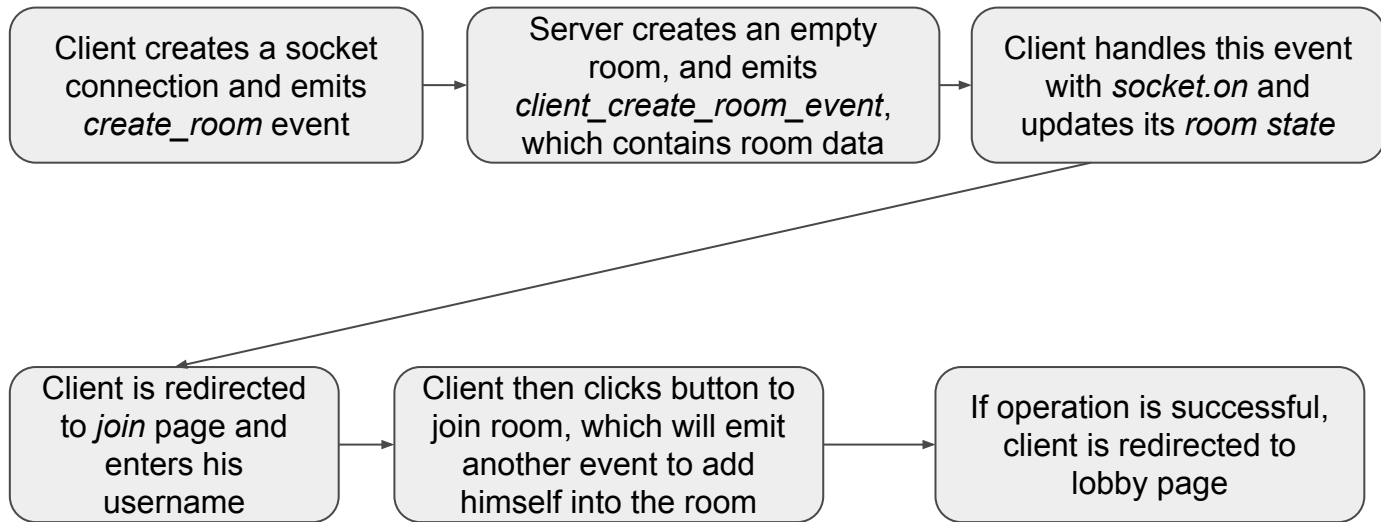 Client creates a socket
connection and emits
create_room event
Server creates an empty
room, and emits
client_create_room_event,
which contains room data
Client handles this event
with socket.on and
updates its room state
Client is redirected
to join page and
enters his
username
Client then clicks button to
join room, which will emit
another event to add
himself into the room
If operation is successful,
client is redirected to
lobby page